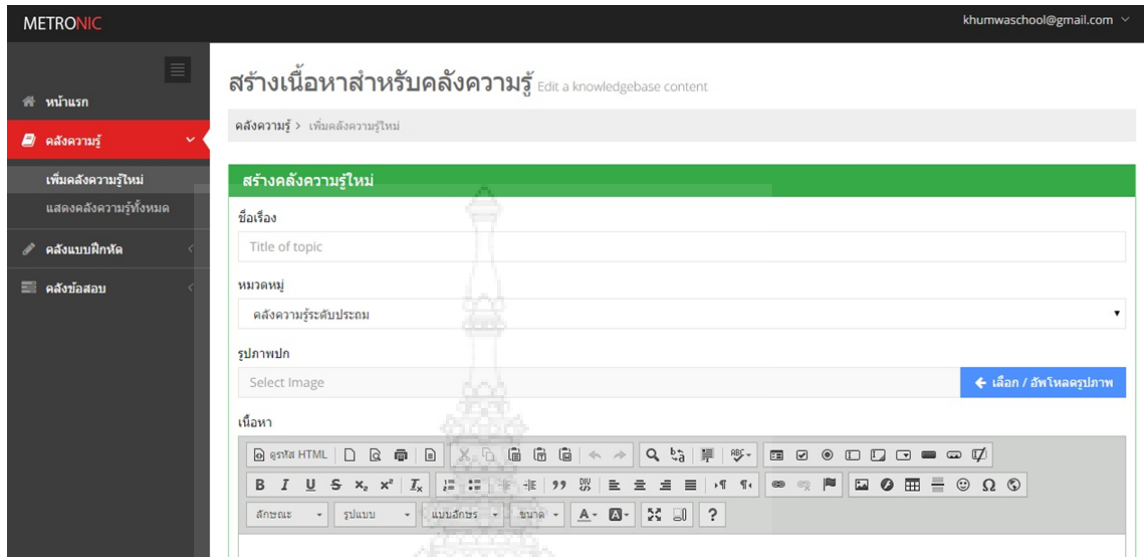 METRONIC
khumwaschool@gmail.com
หน้าแรก
คลังความรู้
เพิ่มคลังความรู้ใหม่
แสดงคลังความรู้ทั้งหมด
คลังแบบฝึกหัด
คลังข้อสอบ
สร้างเนื้อหาสำหรับคลังความรู้ Edit a knowledgebase content
คลังความรู้ > เพิ่มคลังความรู้ใหม่
สร้างคลังความรู้ใหม่
ชื่อเรื่อง
Title of topic
หมวดหมู่
คลังความรู้ระดับประถม
รูปภาพปก
Select Image
เลือก / อัพโหลดรูปภาพ
เนื้อหา
ดูรหัส HTML
B I U S x₂ x² Ix
ลักษณะ รูปแบบ แบบอักษร ขนาด A A ?